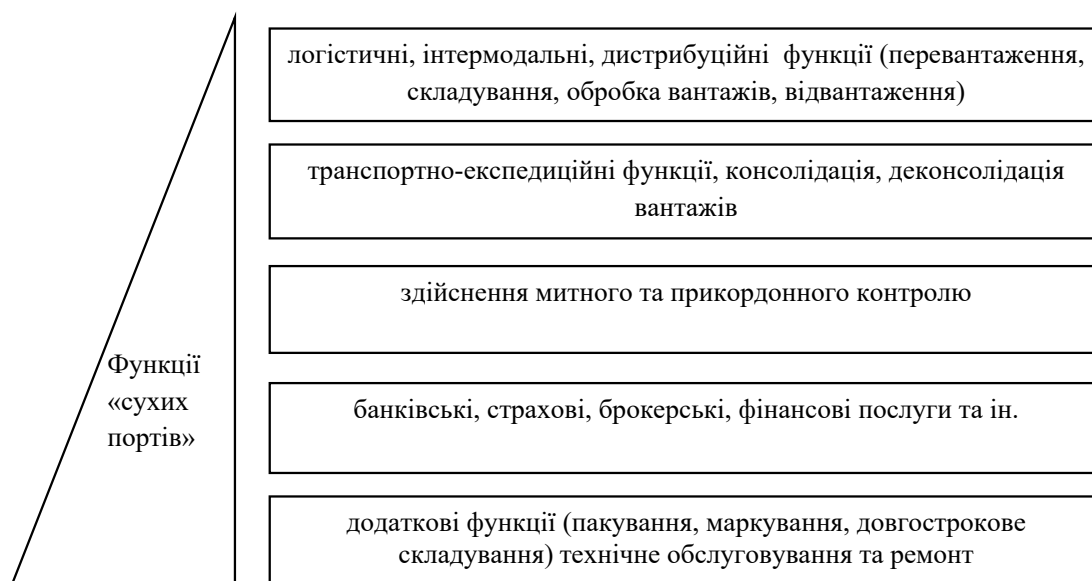 логістичні, інтермодальні, дистрибуційні функції (перевантаження,
складування, обробка вантажів, відвантаження)
транспортно-експедиційні функції, консолідація, деконсолідація
вантажів
здійснення митного та прикордонного контролю
Функції
«сухих
портів»
банківські, страхові, брокерські, фінансові послуги та ін.
додаткові функції (пакування, маркування, довгострокове
складування) технічне обслуговування та ремонт